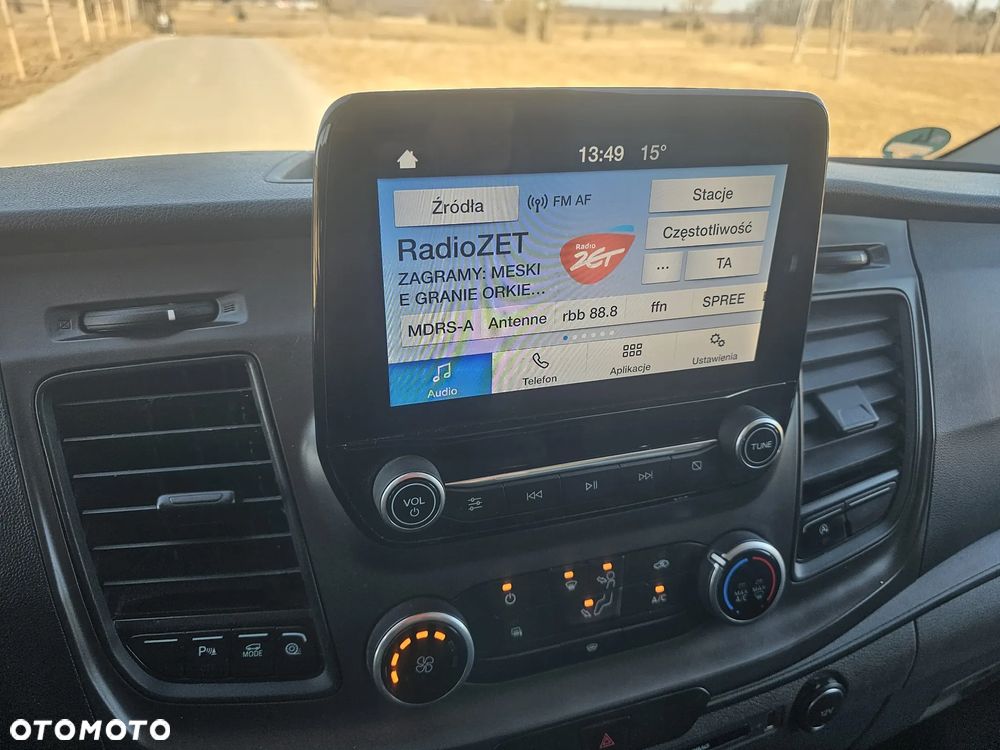 13:49 15°
Źródła
FM AF
Stacje
RadioZET
Radio
ZET
Częstotliwość
ZAGRAMY: MESKI
E GRANIE ORKIE...
...
TA
MDRS-A
Antenne
rbb 88.8
ffn
SPREE
Audio
Telefon
Aplikacje
Ustawienia
VOL
TUNE
A
A/C
MAX
A/C
MAX
P
MODE
12V
OTOMOTO